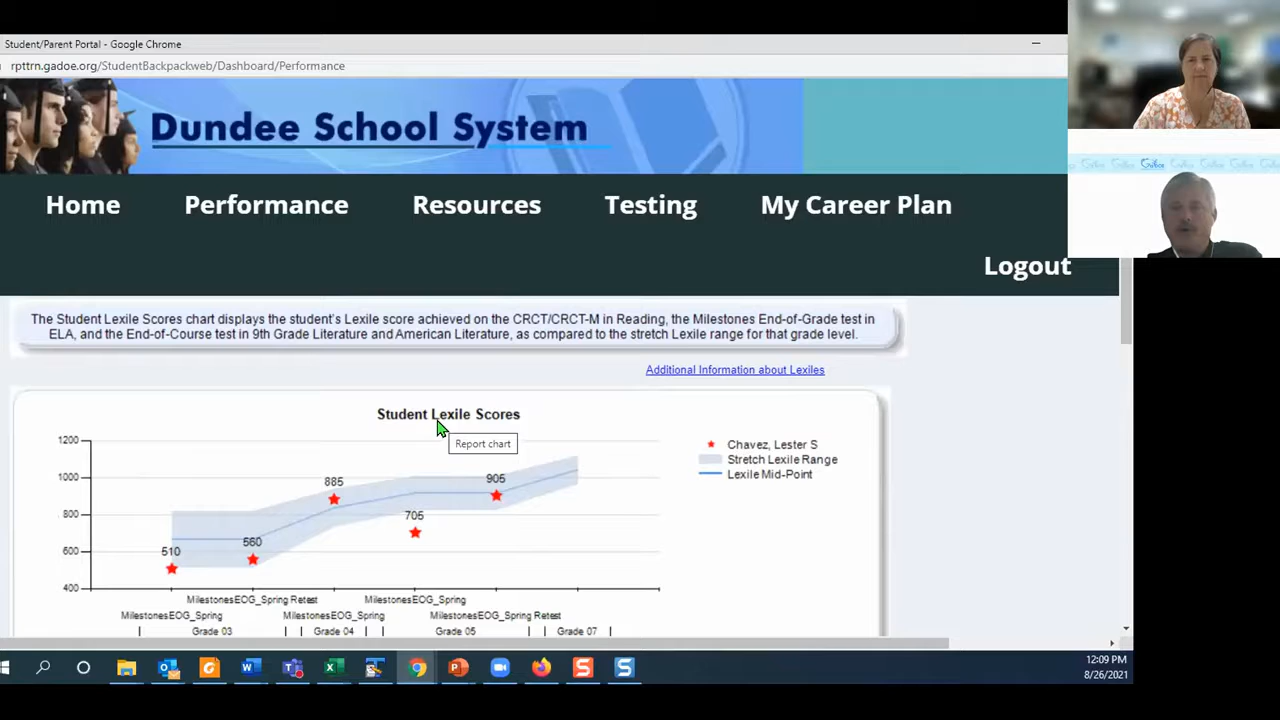 Student/Parent Portal - Google Chrome
rpttrn.gadoe.org/StudentBackpackweb/Dashboard/Performance
Dundee School System
Home Performance Resources Testing My Career Plan
Logout
The Student Lexile Scores chart displays the student's Lexile score achieved on the CRCT/CRCT-M in Reading, the Milestones End-of-Grade test in
ELA, and the End-of-Course test in 9th Grade Literature and American Literature, as compared to the stretch Lexile range for that grade level.
Additional Information about Lexiles
Student Lexile Scores
Report chart
1200
1000
800
600
400
510
560
885
705
905
Chavez, Lester S
Stretch Lexile Range
Lexile Mid-Point
MilestonesEOG_Spring Retest MilestonesEOG_Spring
MilestonesEOG_Spring MilestonesEOG_Spring MilestonesEOG_Spring Retest
Grade 03 Grade 04 Grade 05 Grade 07
12:09 PM
8/26/2021